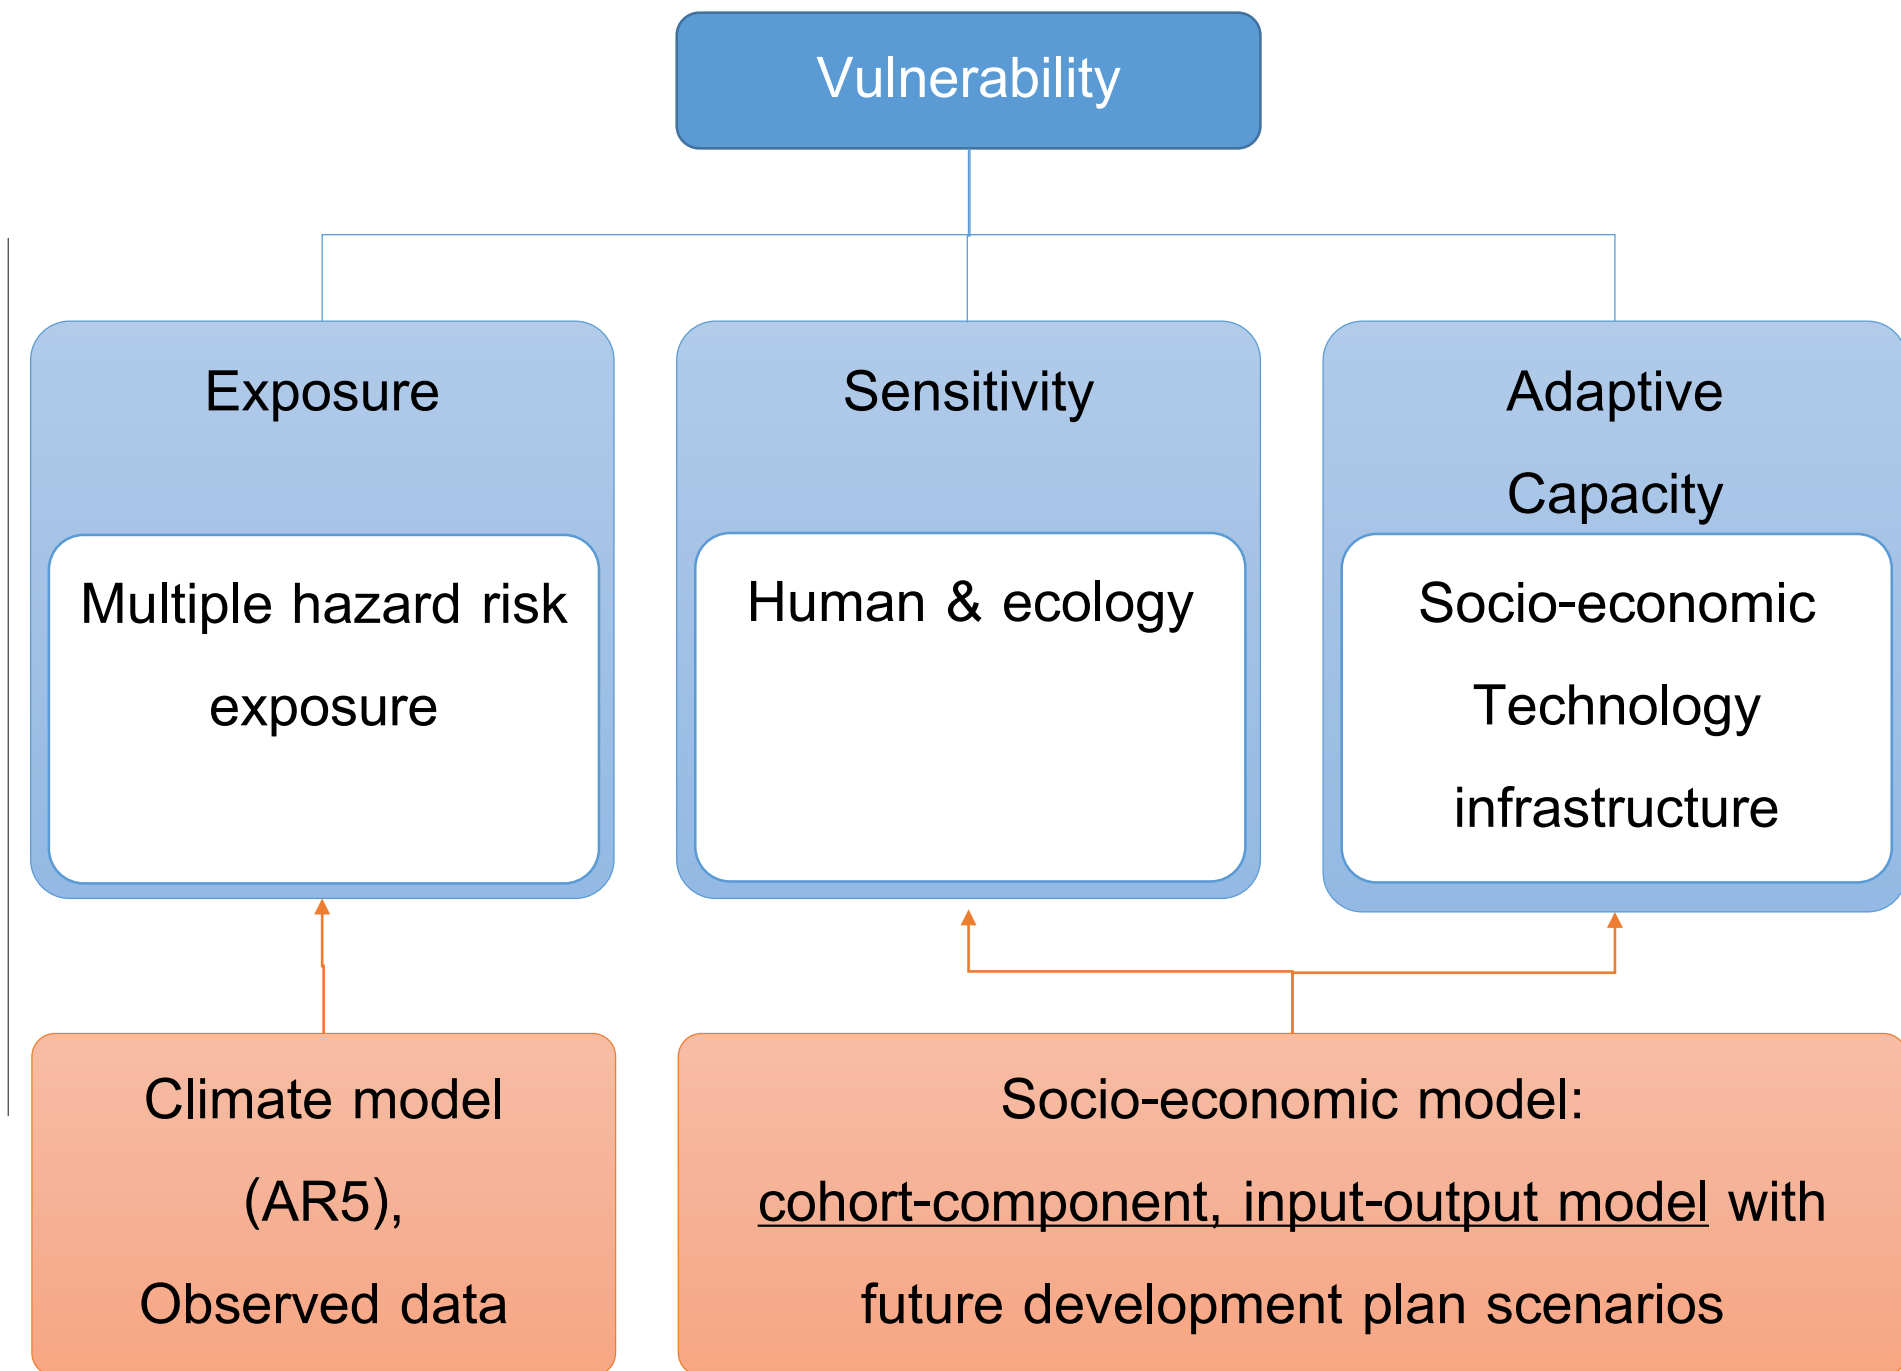 Vulnerability
Exposure
Multiple hazard risk
exposure
Sensitivity
Human & ecology
Adaptive
Capacity
Socio-economic
Technology
infrastructure
Climate model
(AR5),
Observed data
Socio-economic model:
cohort-component, input-output model with
future development plan scenarios